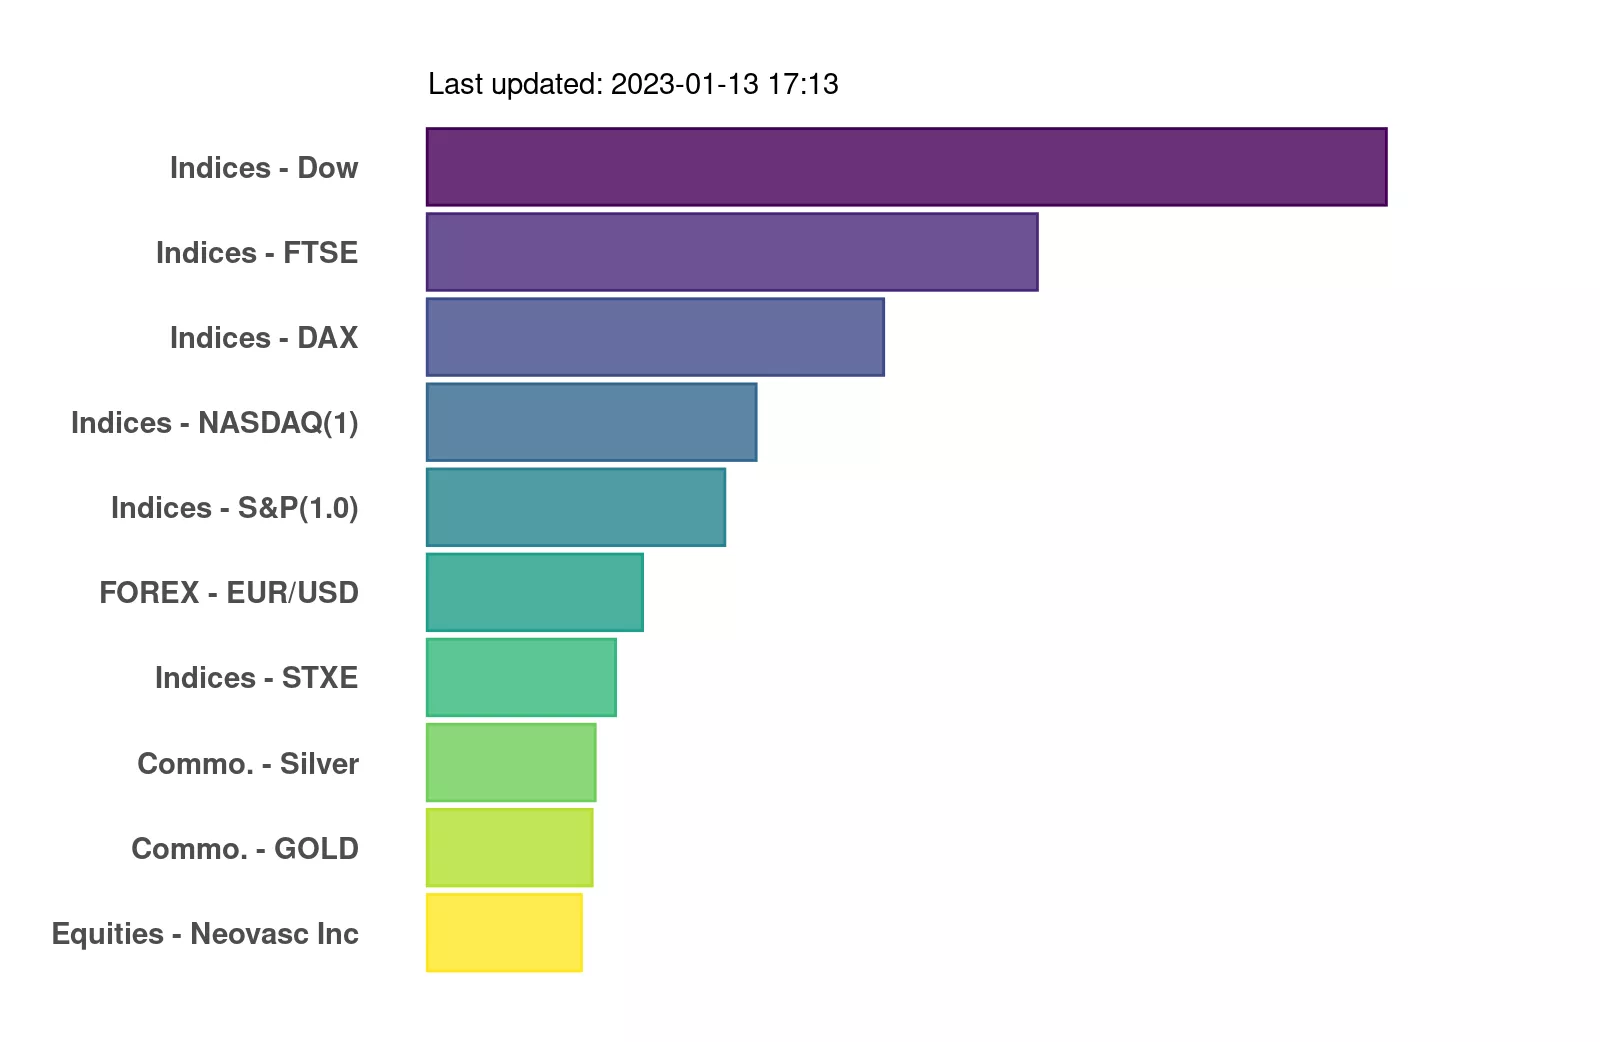 Last updated: 2023-01-13 17:13
Indices - Dow
Indices - FTSE
Indices - DAX
Indices - NASDAQ(1)
Indices - S&P(1.0)
FOREX - EUR/USD
Indices - STXE
Commo. - Silver
Commo. - GOLD
Equities - Neovasc Inc